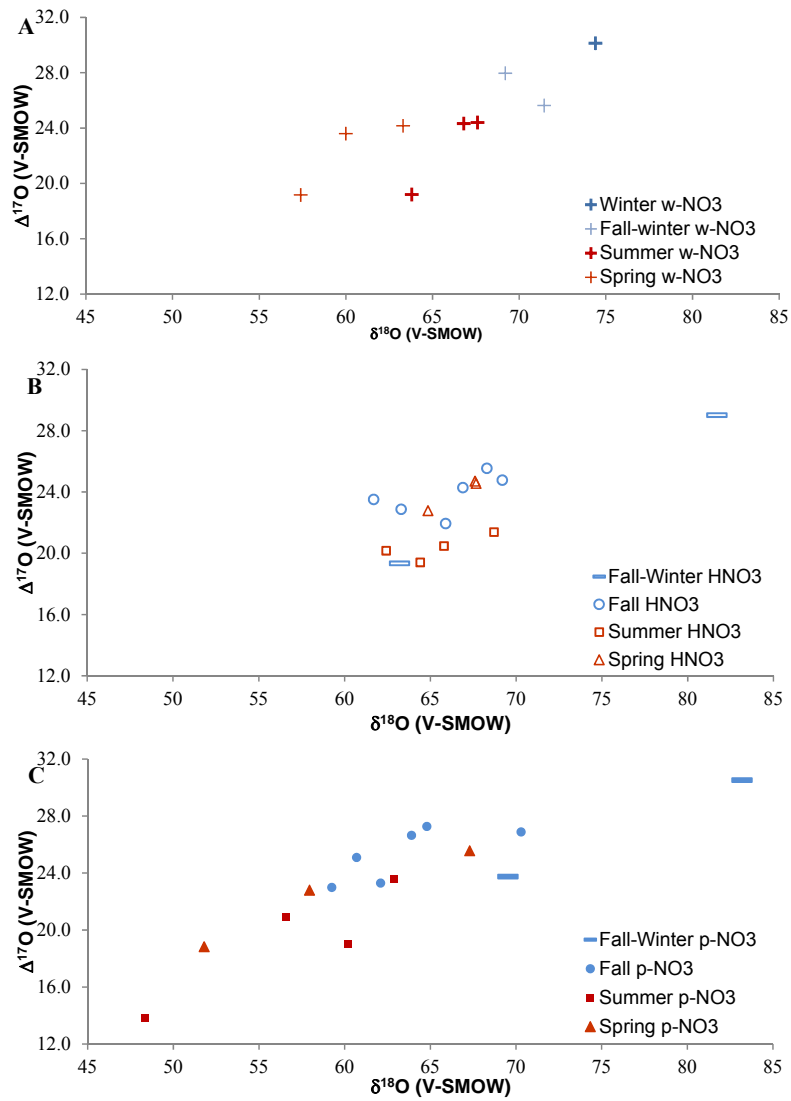 A
32.0
28.0
24.0
20.0
16.0
12.0
Δ¹⁷O (V-SMOW)
Winter w-NO3
Fall-winter w-NO3
Summer w-NO3
Spring w-NO3
45 50 55 60 65 70 75 80 85
δ¹⁸O (V-SMOW)
B
32.0
28.0
24.0
20.0
16.0
12.0
Δ¹⁷O (V-SMOW)
Fall-Winter HNO3
Fall HNO3
Summer HNO3
Spring HNO3
45 50 55 60 65 70 75 80 85
δ¹⁸O (V-SMOW)
C
32.0
28.0
24.0
20.0
16.0
12.0
Δ¹⁷O (V-SMOW)
Fall-Winter p-NO3
Fall p-NO3
Summer p-NO3
Spring p-NO3
45 50 55 60 65 70 75 80 85
δ¹⁸O (V-SMOW)